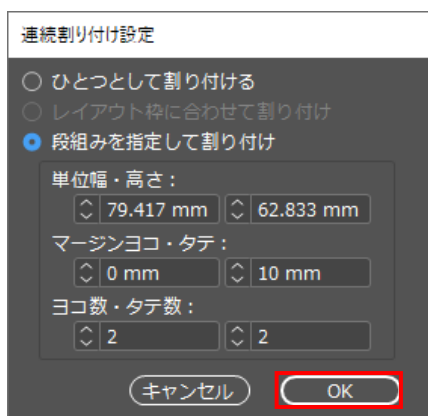 連続割り付け設定
ひとつとして割り付ける
レイアウト枠に合わせて割り付け
段組みを指定して割り付け
単位幅・高さ：
79.417 mm 62.833 mm
マージンヨコ・タテ：
0 mm 10 mm
ヨコ数・タテ数：
2 2
キャンセル OK